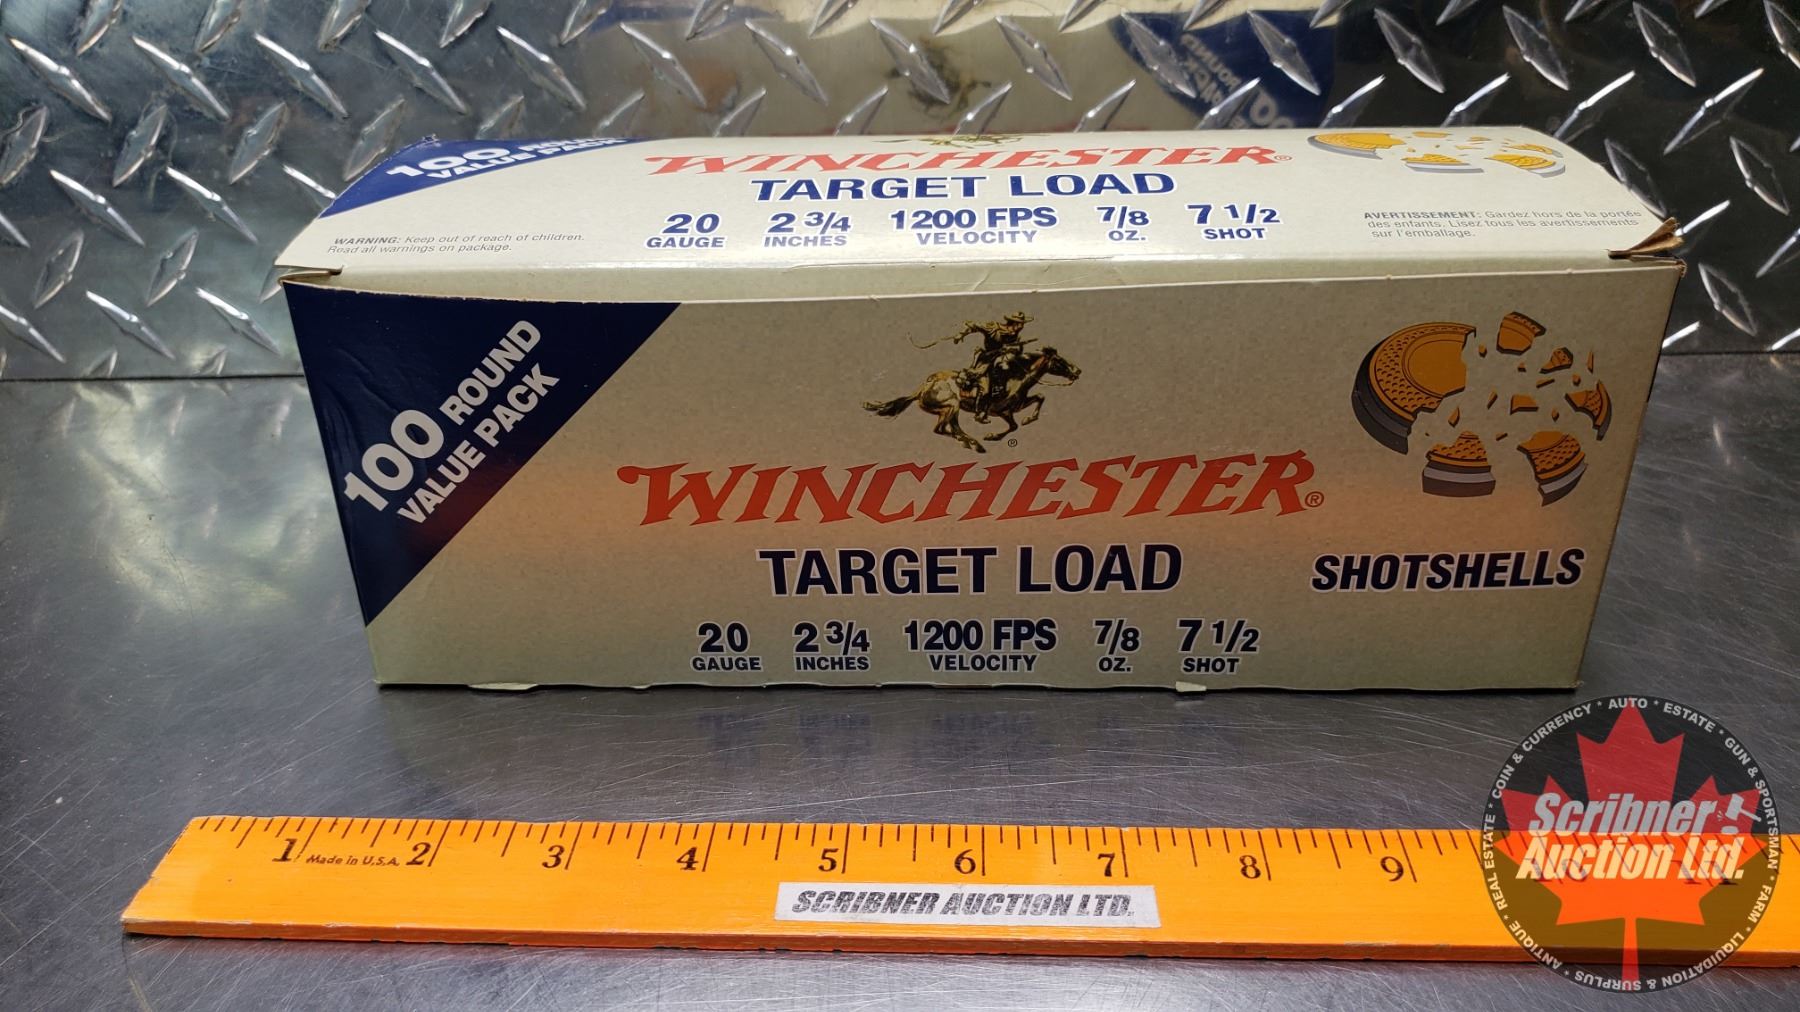 100 ROUND
VALUE PACK
WINCHESTER®
TARGET LOAD
20 GAUGE 2 3/4 INCHES 1200 FPS VELOCITY 7/8 OZ. 7 1/2 SHOT
WARNING: Keep out of reach of children.
Read all warnings on package.
AVERTISSEMENT: Gardez hors de la portée
des enfants. Lisez tous les avertissements
sur l'emballage.
100 ROUND
VALUE PACK
®
WINCHESTER®
TARGET LOAD
SHOTSHELLS
20 GAUGE 2 3/4 INCHES 1200 FPS VELOCITY 7/8 OZ. 7 1/2 SHOT
1 Made in U.S.A. 2 3 4 5 6 7 8 9 10 11
SCRIBNER AUCTION LTD.
Scribner
Auction Ltd.
COIN & CURRENCY * AUTO * ESTATE * GUN & SPORTSMAN * FARM * LIQUIDATION & SURPLUS * ANTIQUE * REAL ESTATE *